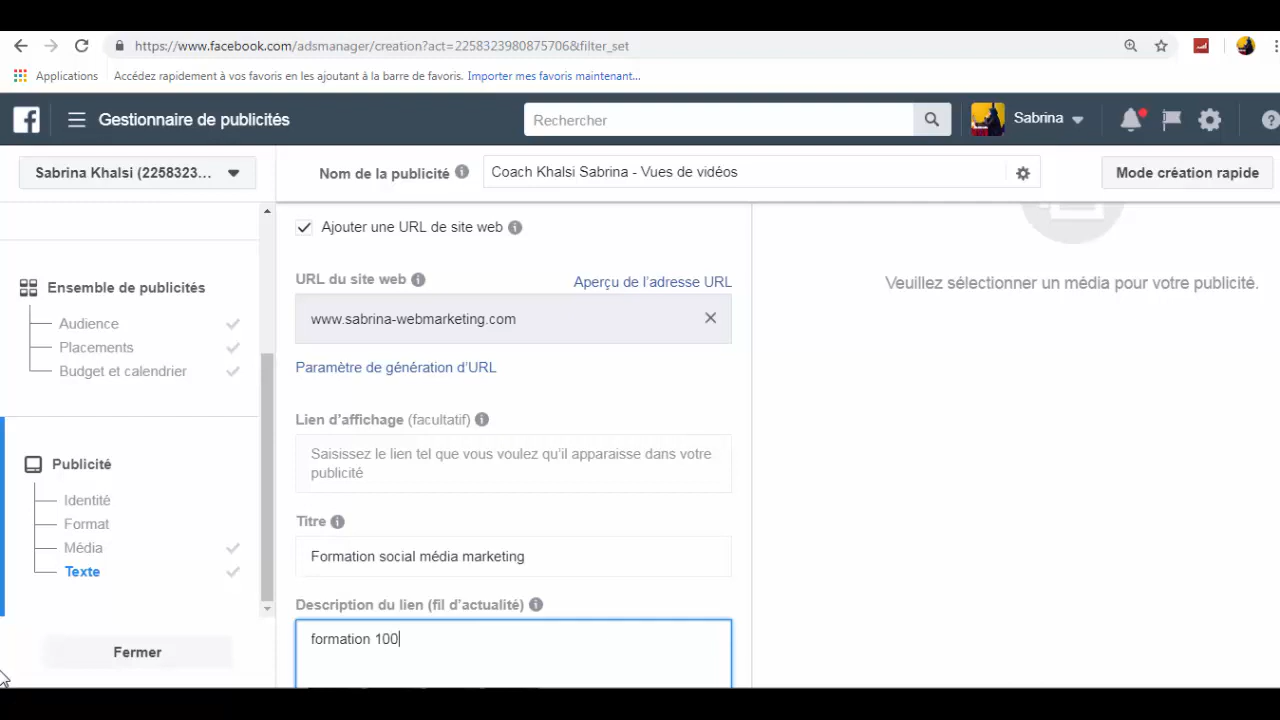 https://www.facebook.com/adsmanager/creation?act=2258323980875706&filter_set
Applications Accédez rapidement à vos favoris en les ajoutant à la barre de favoris. Importer mes favoris maintenant...
Gestionnaire de publicités
Rechercher
Sabrina
Sabrina Khalsi (2258323...
Nom de la publicité
Coach Khalsi Sabrina - Vues de vidéos
Mode création rapide
Ajouter une URL de site web
URL du site web
Aperçu de l'adresse URL
www.sabrina-webmarketing.com
Paramètre de génération d'URL
Lien d'affichage (facultatif)
Saisissez le lien tel que vous voulez qu'il apparaisse dans votre
publicité
Titre
Formation social média marketing
Description du lien (fil d'actualité)
formation 100
Ensemble de publicités
Audience
Placements
Budget et calendrier
Publicité
Identité
Format
Média
Texte
Fermer
Veuillez sélectionner un média pour votre publicité.